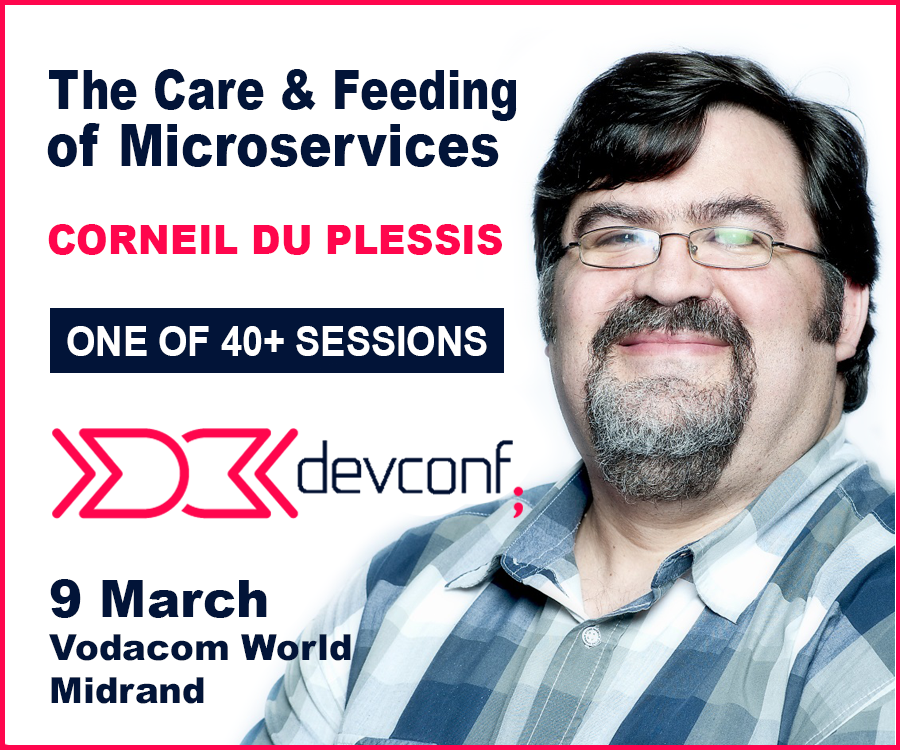 The Care & Feeding
of Microservices
CORNEIL DU PLESSIS
ONE OF 40+ SESSIONS
devconf;
9 March
Vodacom World
Midrand